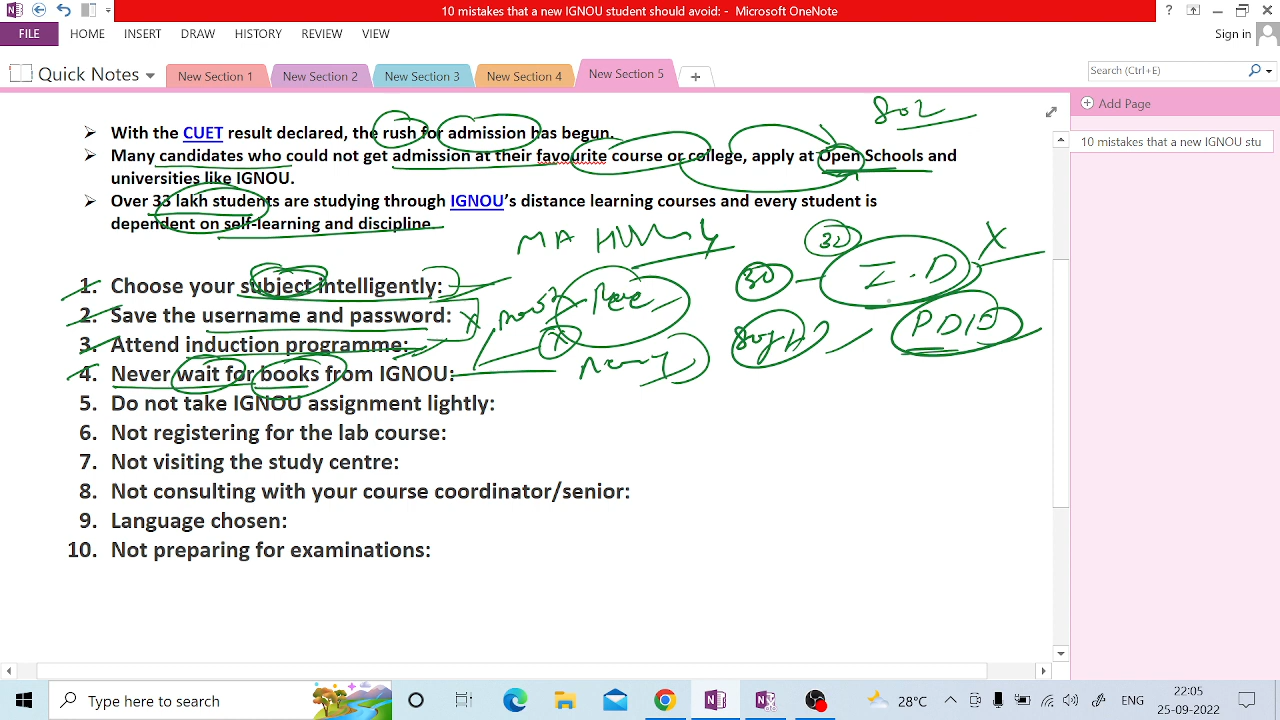 10 mistakes that a new IGNOU student should avoid: - Microsoft OneNote
?
FILE HOME INSERT DRAW HISTORY REVIEW VIEW
Sign in
Quick Notes
New Section 1
New Section 2
New Section 3
New Section 4
New Section 5
Search (Ctrl+E)
Add Page
10 mistakes that a new IGNOU stu
802
➢ With the CUET result declared, the rush for admission has begun.
➢ Many candidates who could not get admission at their favourite course or college, apply at Open Schools and
universities like IGNOU.
➢ Over 33 lakh students are studying through IGNOU's distance learning courses and every student is
dependent on self-learning and discipline.
MA
30
32
I.D
X
PDF
1. Choose your subject intelligently:
2. Save the username and password:
3. Attend induction programme:
4. Never wait for books from IGNOU:
5. Do not take IGNOU assignment lightly:
6. Not registering for the lab course:
7. Not visiting the study centre:
8. Not consulting with your course coordinator/senior:
9. Language chosen:
10. Not preparing for examinations:
Type here to search
28°C
ENG
22:05
25-09-2022